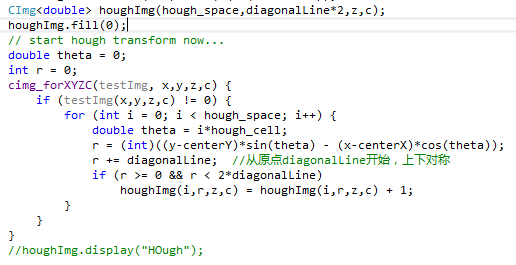 CImg<double> houghImg(hough_space,diagonalLine*2,z,c);
houghImg.fill(0);
// start hough transform now...
double theta = 0;
int r = 0;
cimg_forXYZC(testImg, x,y,z,c) {
    if (testImg(x,y,z,c) != 0) {
        for (int i = 0; i < hough_space; i++) {
            double theta = i*hough_cell;
            r = (int)((y-centerY)*sin(theta) - (x-centerX)*cos(theta));
            r += diagonalLine;  //从原点diagonalLine开始，上下对称
            if (r >= 0 && r < 2*diagonalLine)
                houghImg(i,r,z,c) = houghImg(i,r,z,c) + 1;
        }
    }
}
//houghImg.display("HOugh");